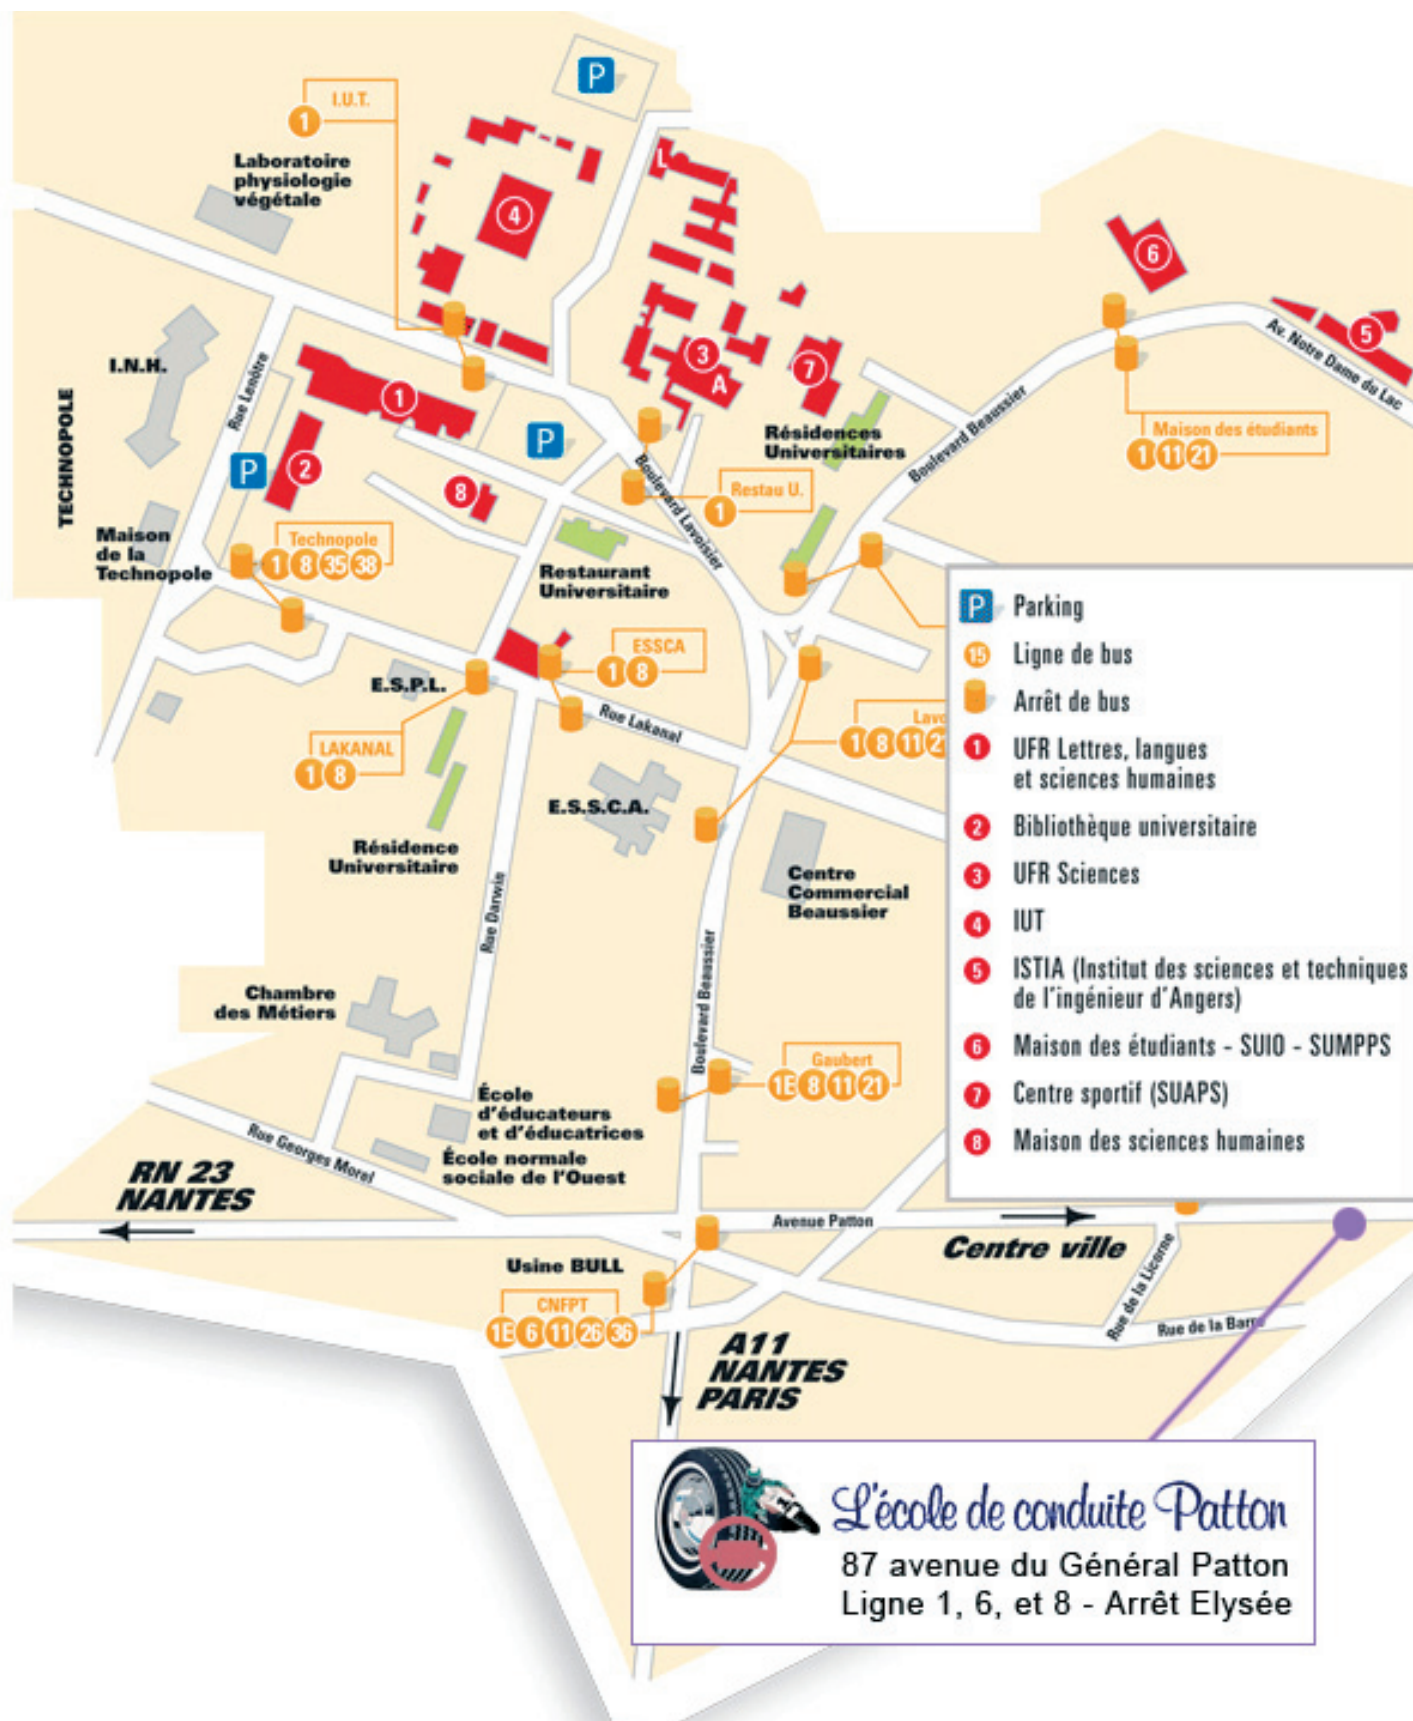 P
I.U.T.
1
Laboratoire
physiologie
végétale
L
4
6
5
Av. Notre Dame du Lac
I.N.H.
Rue Lenôtre
TECHNOPOLE
1
3
A
7
P
P
2
8
Résidences
Universitaires
Boulevard Beaussier
Maison des étudiants
1 11 21
Boulevard Lavoisier
Restau U.
1
Technopole
1 8 35 38
Maison
de la
Technopole
Restaurant
Universitaire
ESSCA
1 8
E.S.P.L.
Rue Lakanal
LAKANAL
1 8
E.S.S.C.A.
1 8 11
Résidence
Universitaire
Centre
Commercial
Beaussier
Rue Darwin
Boulevard Beaussier
Chambre
des Métiers
Gaubert
1E 8 11 21
École
d'éducateurs
et d'éducatrices
École normale
sociale de l'Ouest
Rue Georges Morel
RN 23
NANTES
Avenue Patton
Centre ville
Usine BULL
CNFPT
1E 6 11 26 36
Rue de la Licorne
Rue de la Barre
A11
NANTES
PARIS
P Parking
15 Ligne de bus
Arrêt de bus
1 UFR Lettres, langues
et sciences humaines
2 Bibliothèque universitaire
3 UFR Sciences
4 IUT
5 ISTIA (Institut des sciences et techniques
de l'ingénieur d'Angers)
6 Maison des étudiants - SUIO - SUMPPS
7 Centre sportif (SUAPS)
8 Maison des sciences humaines
L'école de conduite Patton
87 avenue du Général Patton
Ligne 1, 6, et 8 - Arrêt Elysée